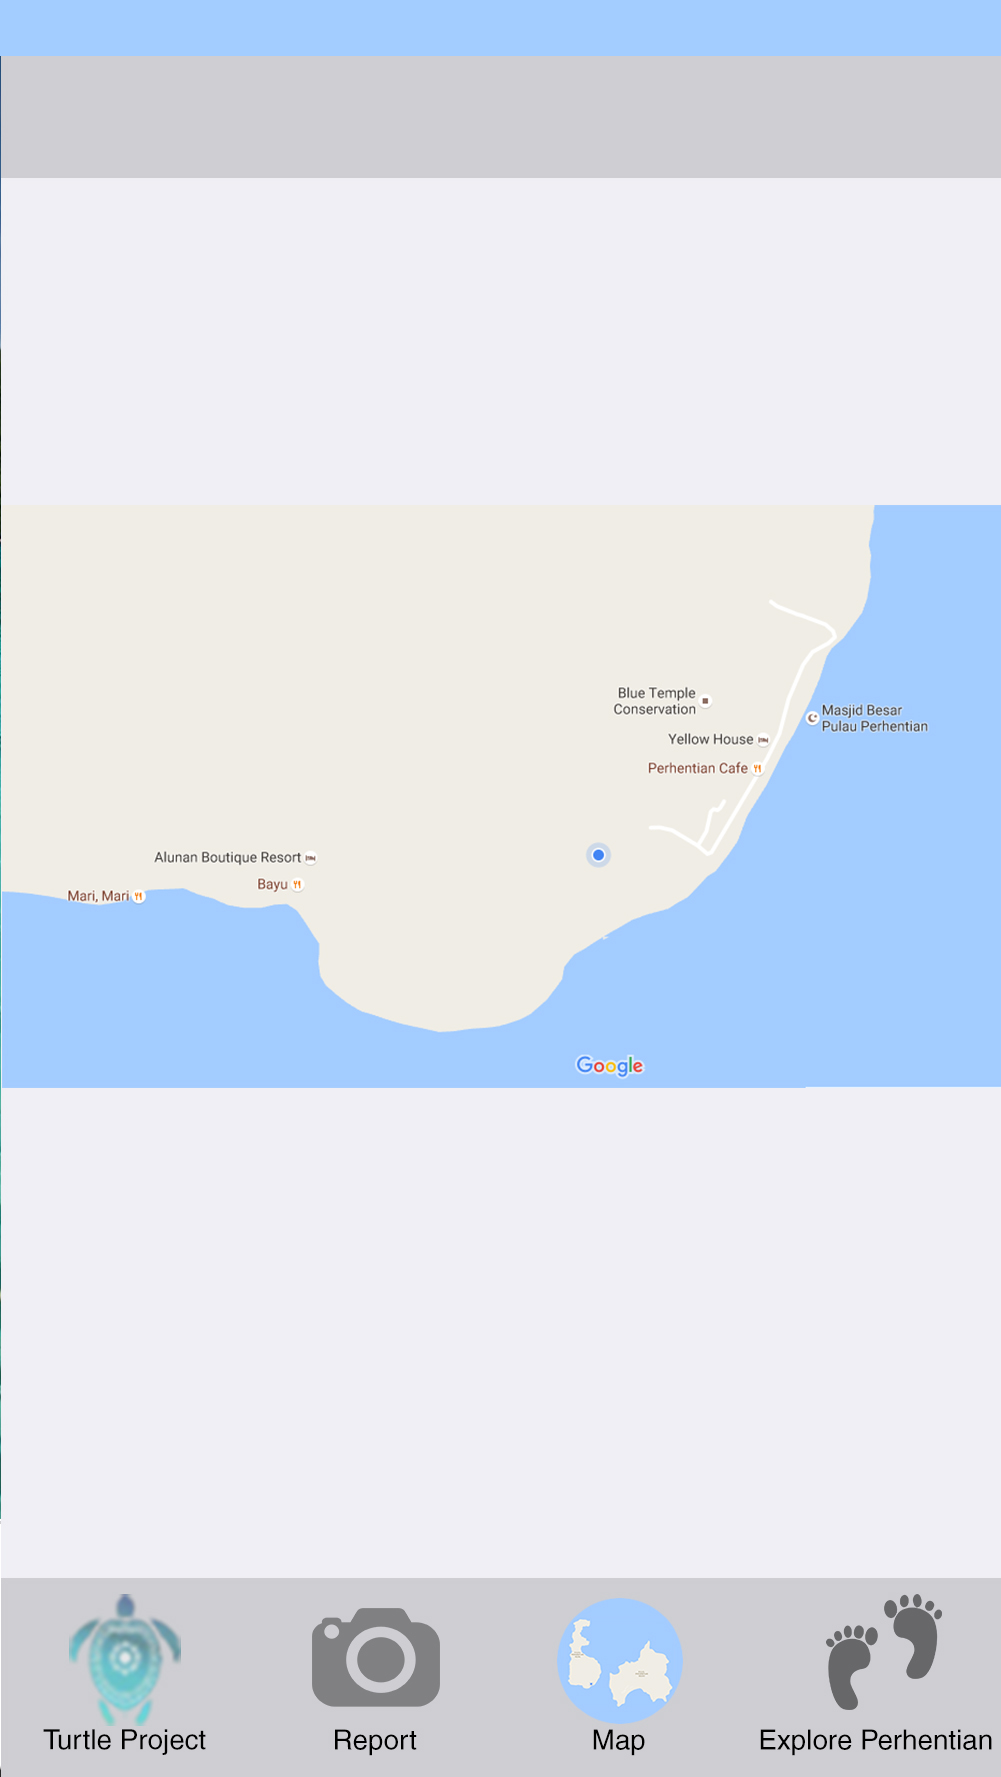 Blue Temple
Conservation
Masjid Besar
Pulau Perhentian
Yellow House
Perhentian Cafe
Alunan Boutique Resort
Bayu
Mari, Mari
Google
Turtle Project
Report
Map
Explore Perhentian